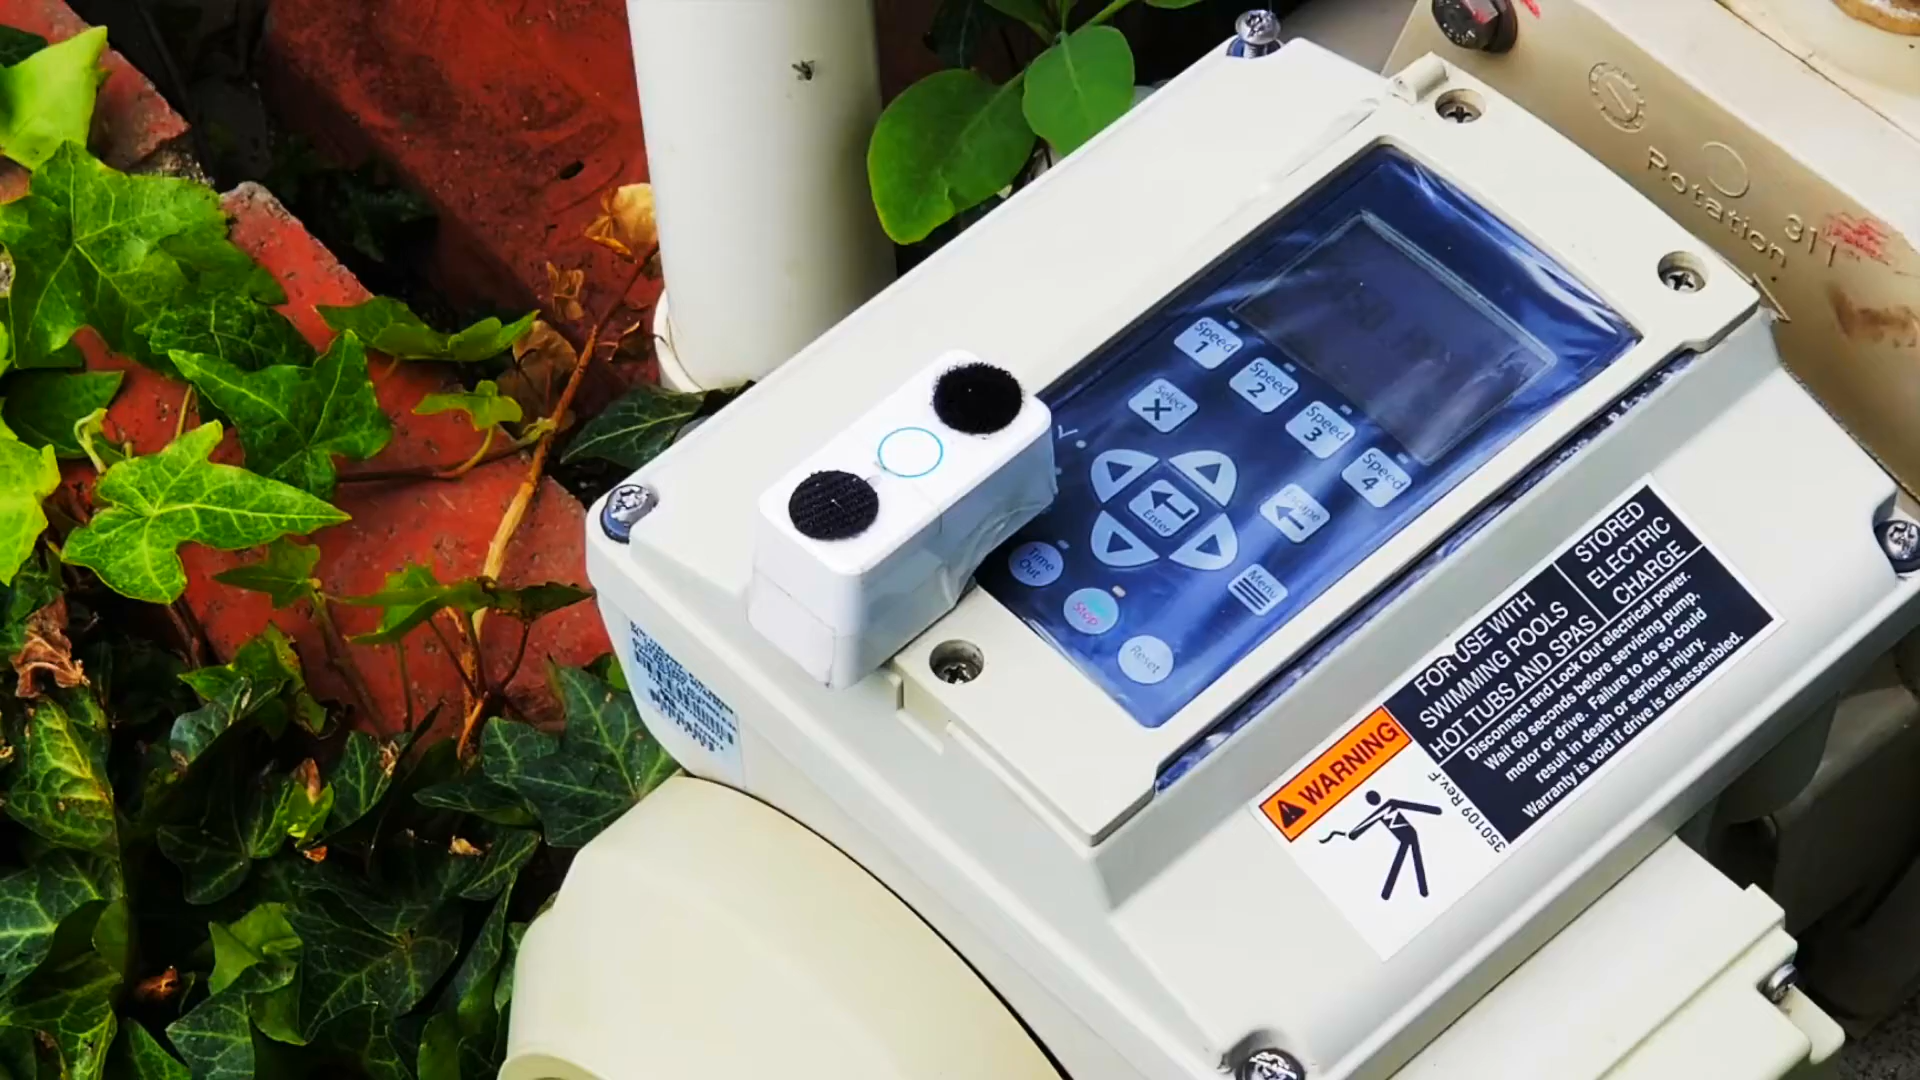 Rotation
311
Speed
1
Speed
2
Speed
3
Speed
4
Select
X
Enter
Escape
Time
Out
Stop
Menu
Reset
FOR USE WITH
SWIMMING POOLS
HOT TUBS AND SPAS
STORED
ELECTRIC
CHARGE
Disconnect and Lock Out electrical power.
Wait 60 seconds before servicing pump,
motor or drive. Failure to do so could
result in death or serious injury.
Warranty is void if drive is disassembled.
WARNING
350109 Rev.F